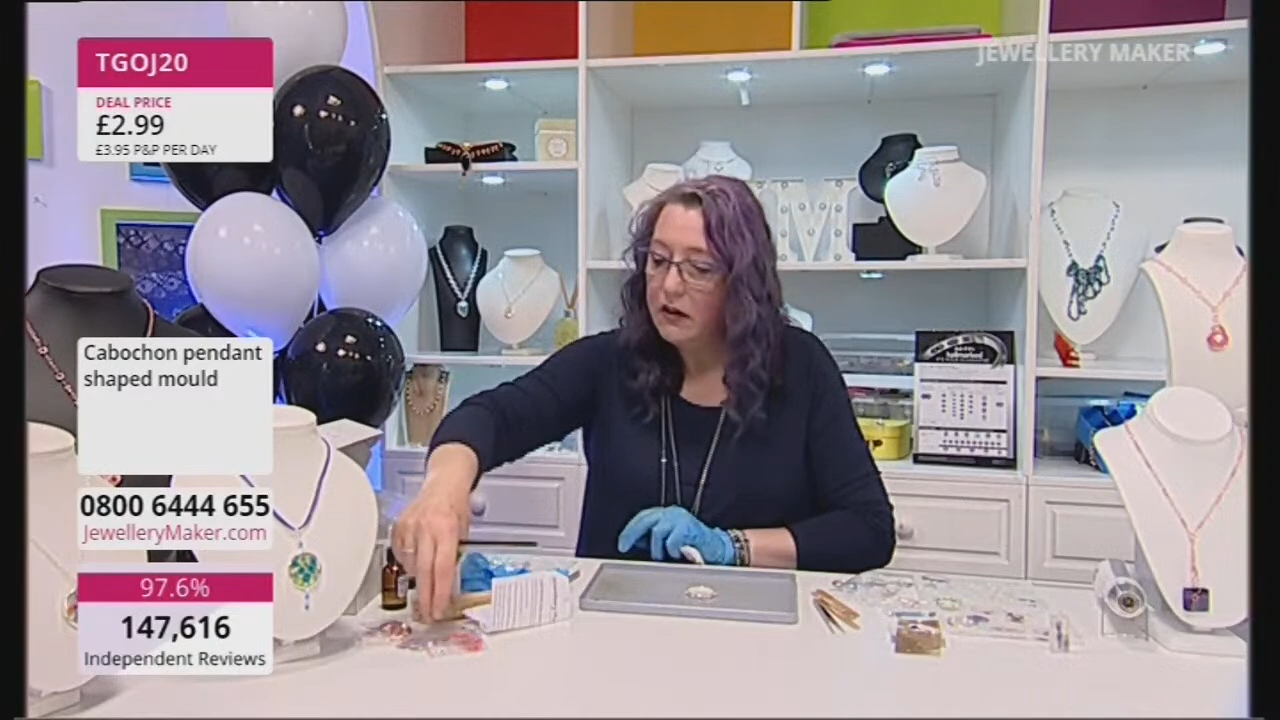 TGOJ20
DEAL PRICE
£2.99
£3.95 P&P PER DAY
JEWELLERY MAKER
Cabochon pendant
shaped mould
0800 6444 655
JewelleryMaker.com
97.6%
147,616
Independent Reviews